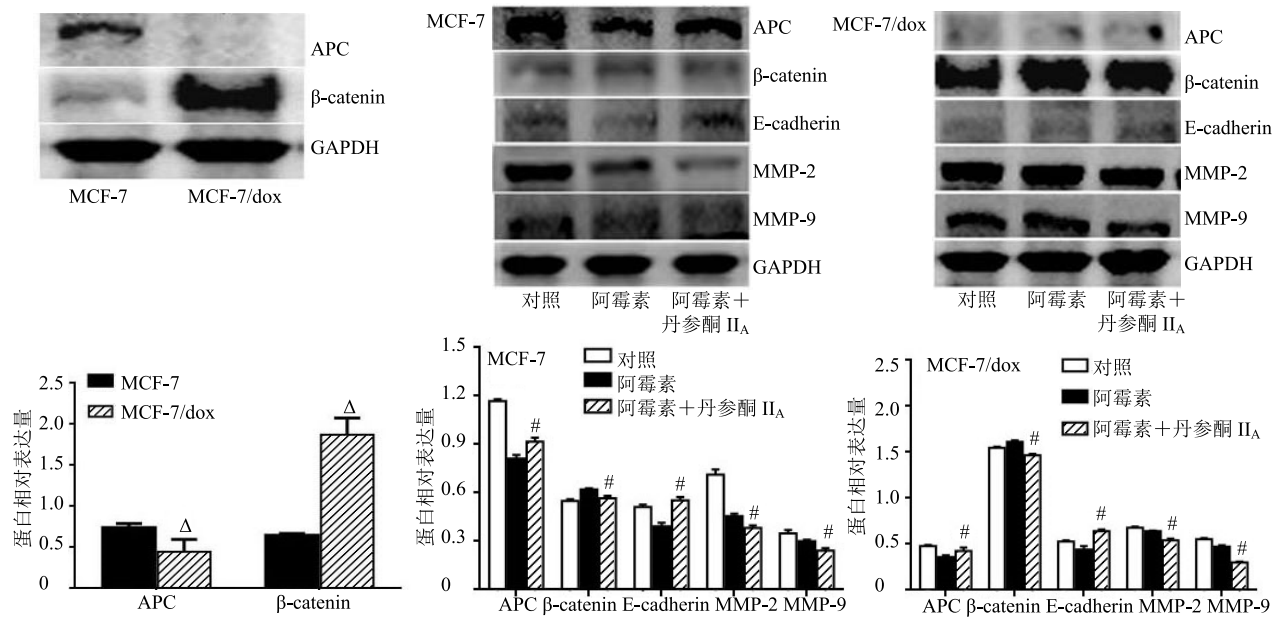 APC
β-catenin
GAPDH
MCF-7 MCF-7/dox
MCF-7
APC
β-catenin
E-cadherin
MMP-2
MMP-9
GAPDH
对照 阿霉素 阿霉素＋
丹参酮 IIA
MCF-7/dox
APC
β-catenin
E-cadherin
MMP-2
MMP-9
GAPDH
对照 阿霉素 阿霉素＋
丹参酮 IIA
蛋白相对表达量
2.5
2.0
1.5
1.0
0.5
0
MCF-7
MCF-7/dox
Δ
Δ
APC β-catenin
蛋白相对表达量
1.5
1.2
0.9
0.6
0.3
0
MCF-7
对照
阿霉素
阿霉素＋丹参酮 IIA
# # # # #
APC β-catenin E-cadherin MMP-2 MMP-9
蛋白相对表达量
2.5
2.0
1.5
1.0
0.5
0
MCF-7/dox
对照
阿霉素
阿霉素＋丹参酮 IIA
# # # # #
APC β-catenin E-cadherin MMP-2 MMP-9